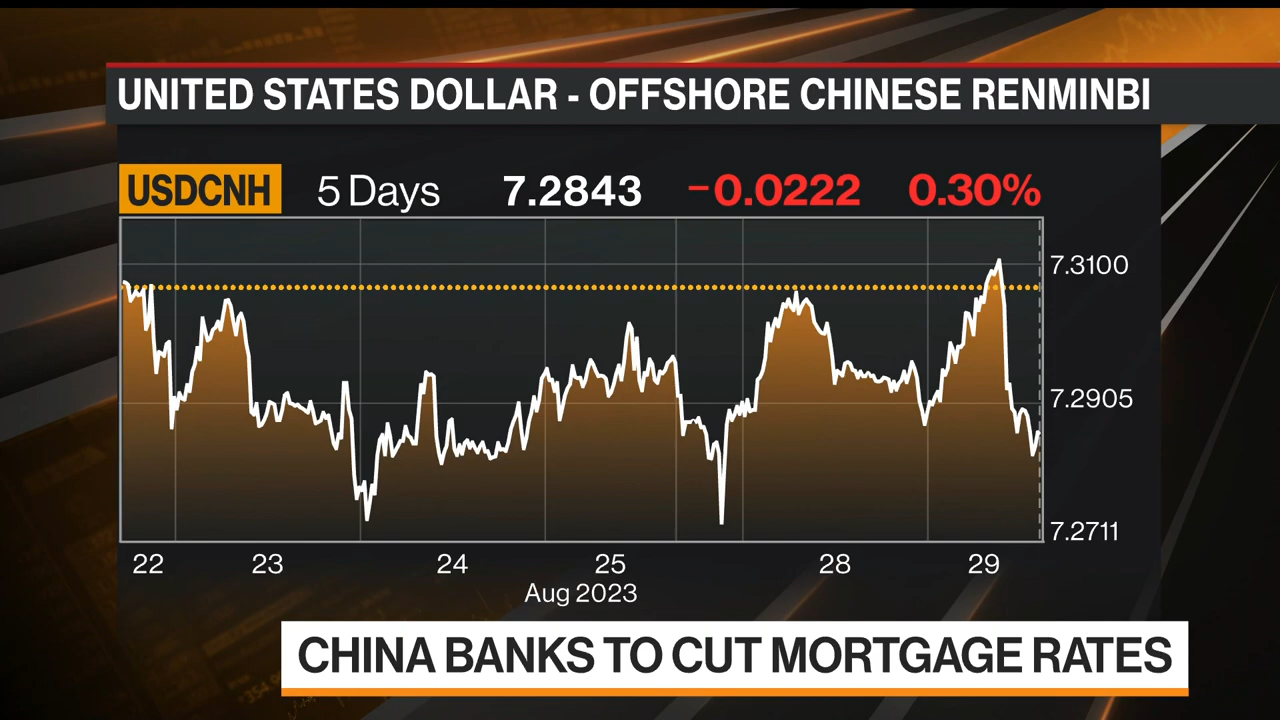 UNITED STATES DOLLAR - OFFSHORE CHINESE RENMINBI
USDCNH 5 Days 7.2843 -0.0222 0.30%
7.3100
7.2905
7.2711
22 23 24 25 28 29
Aug 2023
CHINA BANKS TO CUT MORTGAGE RATES